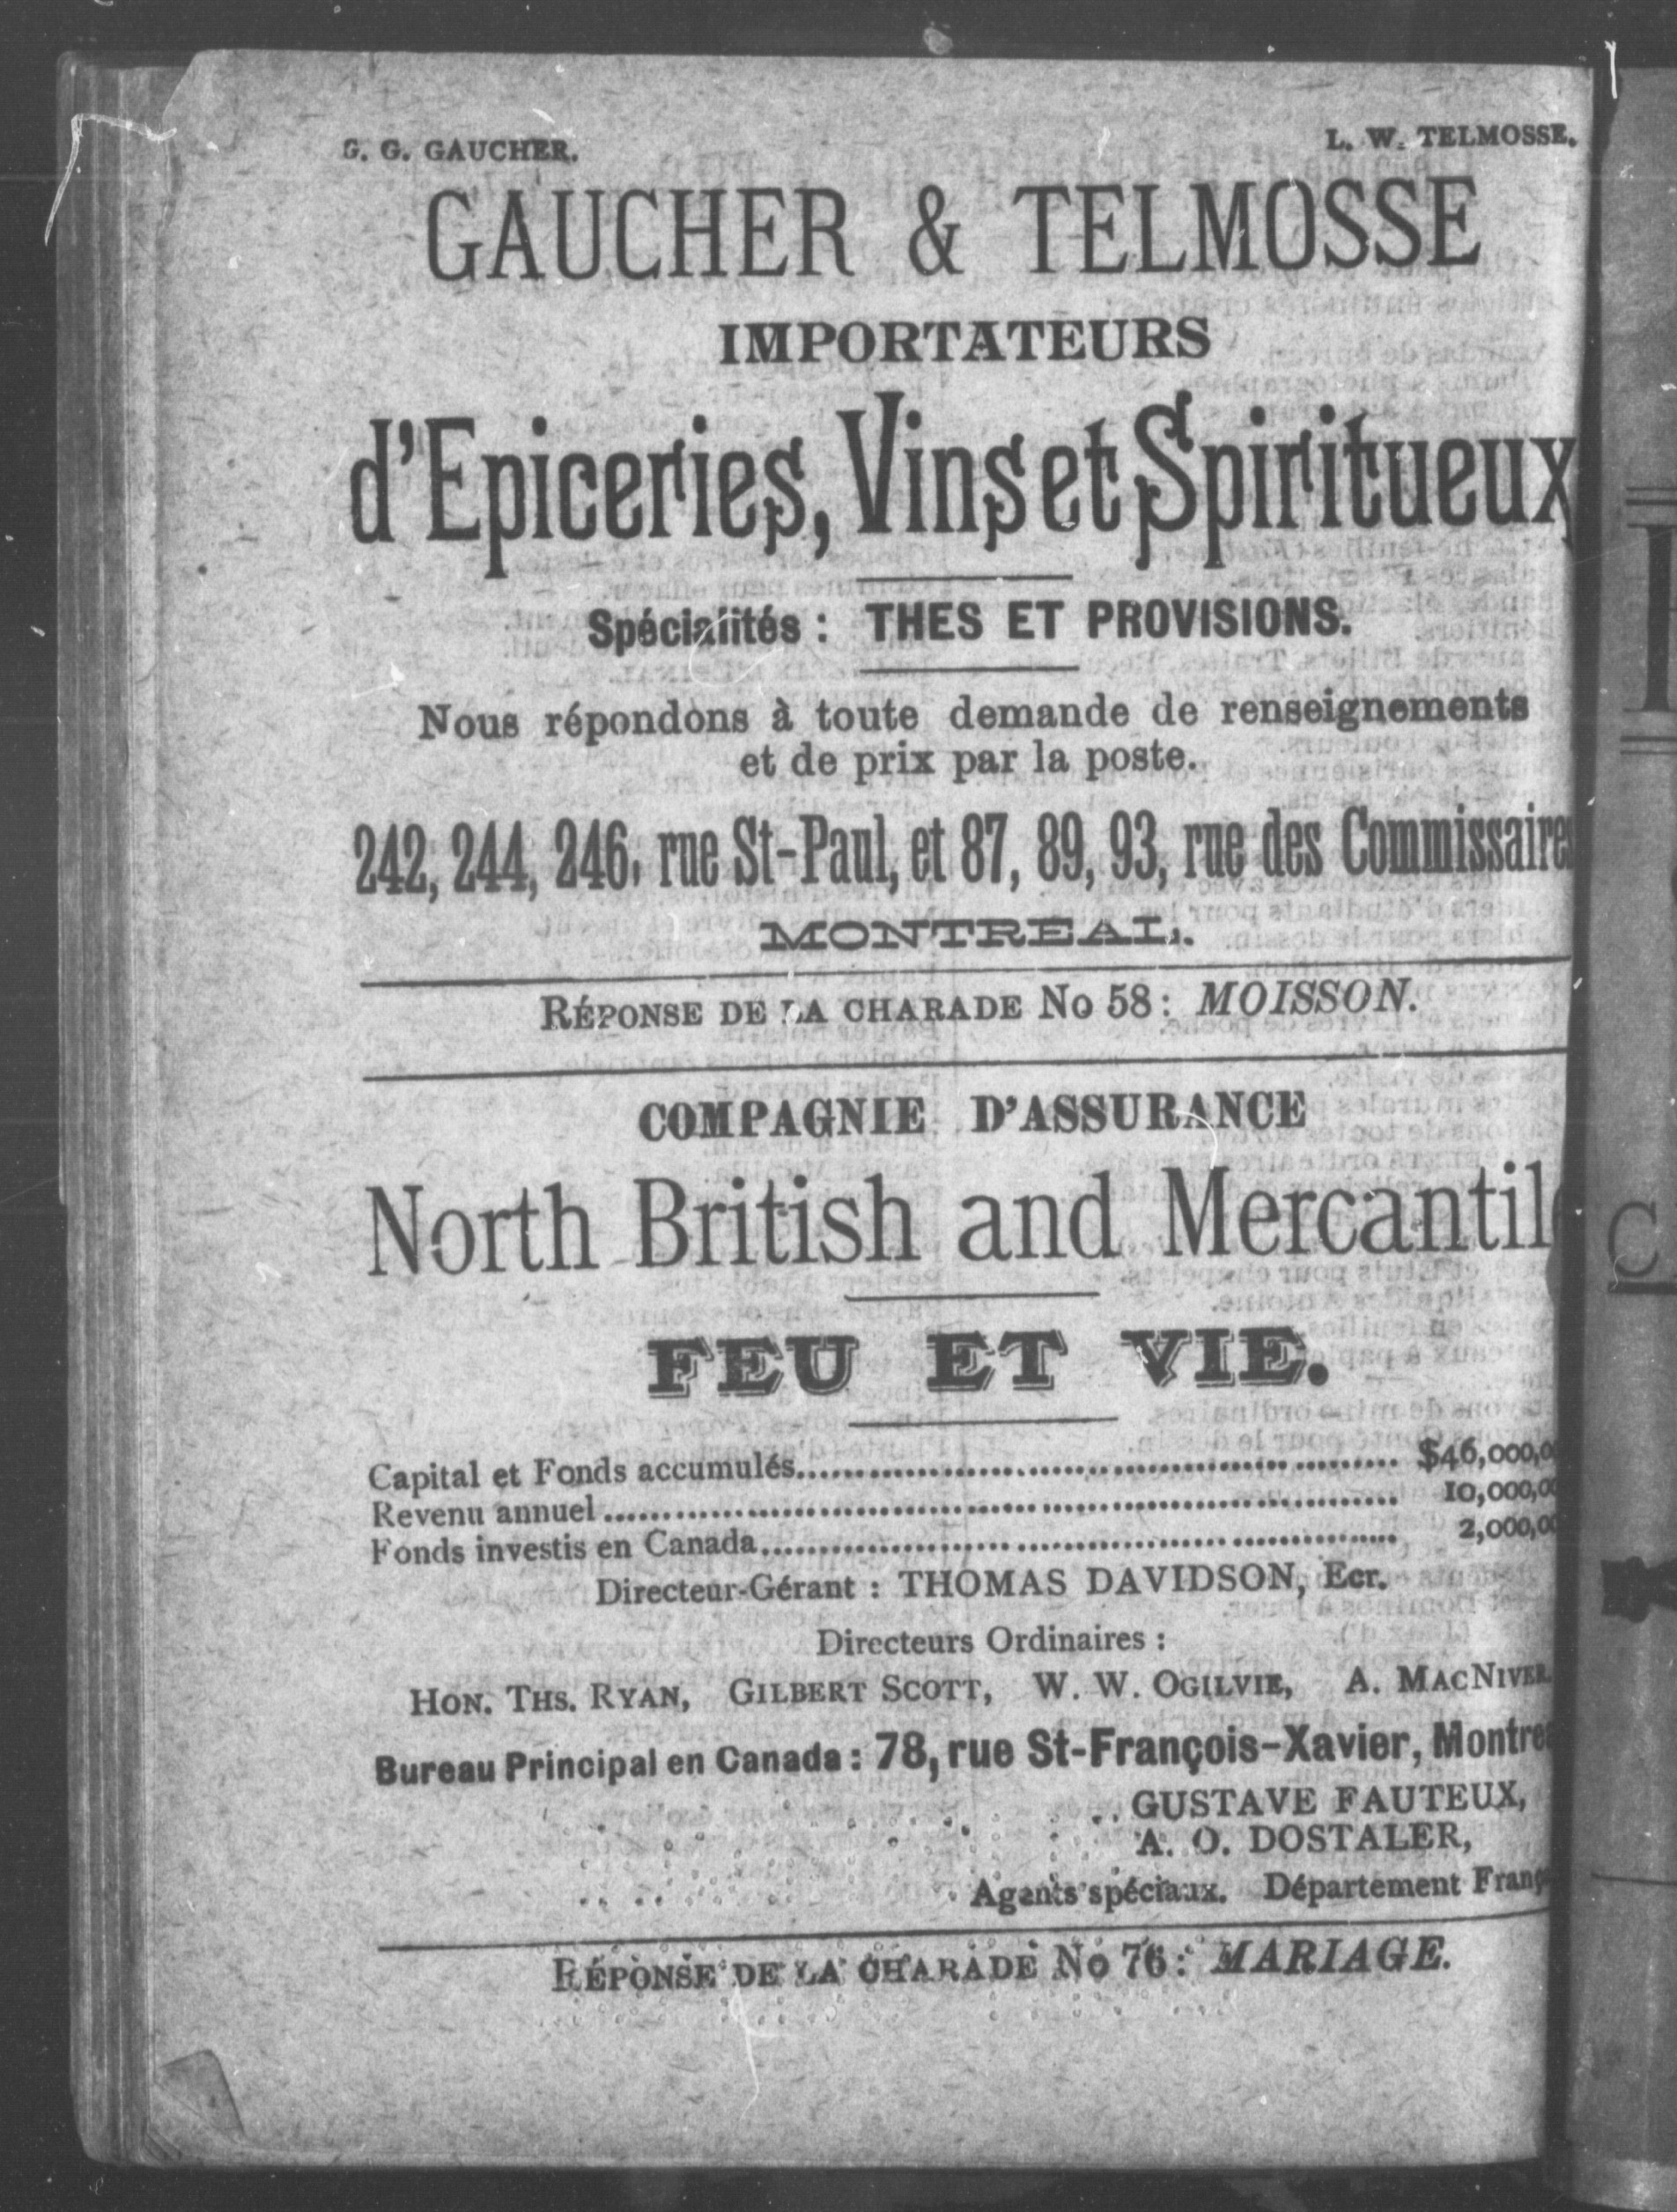 G. G. GAUCHER. L. W. TELMOSSE.
GAUCHER & TELMOSSE
IMPORTATEURS
d'Epiceries, Vins et Spiritueux
Spécialités : THES ET PROVISIONS.
Nous répondons à toute demande de renseignements
et de prix par la poste.
242, 244, 246, rue St-Paul, et 87, 89, 93, rue des Commissaires
MONTREAL.
RÉPONSE DE LA CHARADE No 58 : MOISSON.
COMPAGNIE D'ASSURANCE
North British and Mercantile
FEU ET VIE.
Capital et Fonds accumulés.................... $46,000,0
Revenu annuel.................... 10,000,00
Fonds investis en Canada.................... 2,000,00
Directeur-Gérant : THOMAS DAVIDSON, Ecr.
Directeurs Ordinaires :
HON. THS. RYAN, GILBERT SCOTT, W. W. OGILVIE, A. MACNIVER
Bureau Principal en Canada : 78, rue St-François-Xavier, Montre
GUSTAVE FAUTEUX,
A. O. DOSTALER,
Agents spéciaux. Département Franç
RÉPONSE DE LA CHARADE No 76 : MARIAGE.